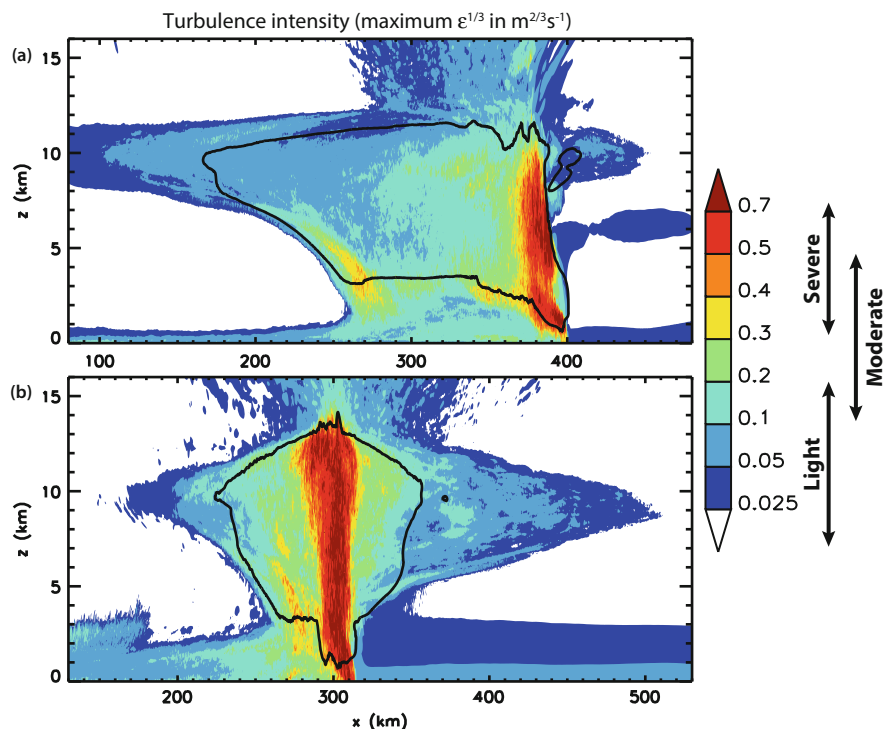 Turbulence intensity (maximum ε^1/3 in m^2/3s^-1)
(a)
15
10
5
0
z (km)
100
200
300
400
(b)
15
10
5
0
z (km)
200
300
400
500
x (km)
0.7
0.5
0.4
0.3
0.2
0.1
0.05
0.025
Severe
Moderate
Light